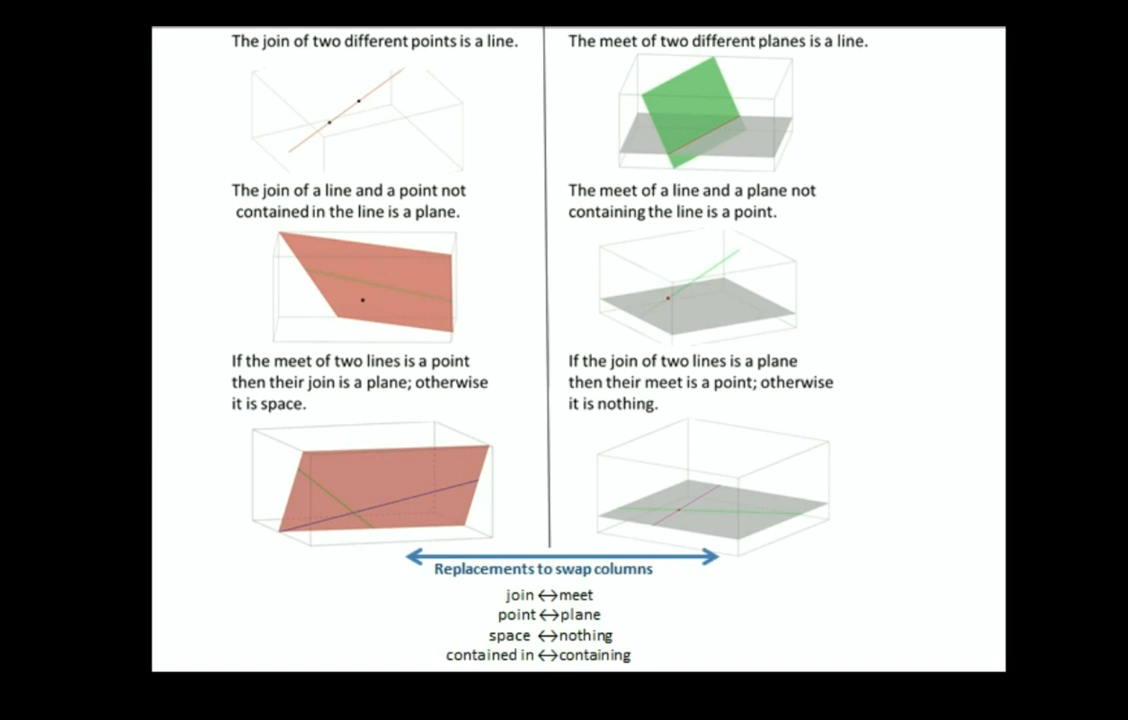 The join of two different points is a line.
The join of a line and a point not
contained in the line is a plane.
If the meet of two lines is a point
then their join is a plane; otherwise
it is space.
The meet of two different planes is a line.
The meet of a line and a plane not
containing the line is a point.
If the join of two lines is a plane
then their meet is a point; otherwise
it is nothing.
Replacements to swap columns
join ↔ meet
point ↔ plane
space ↔ nothing
contained in ↔ containing